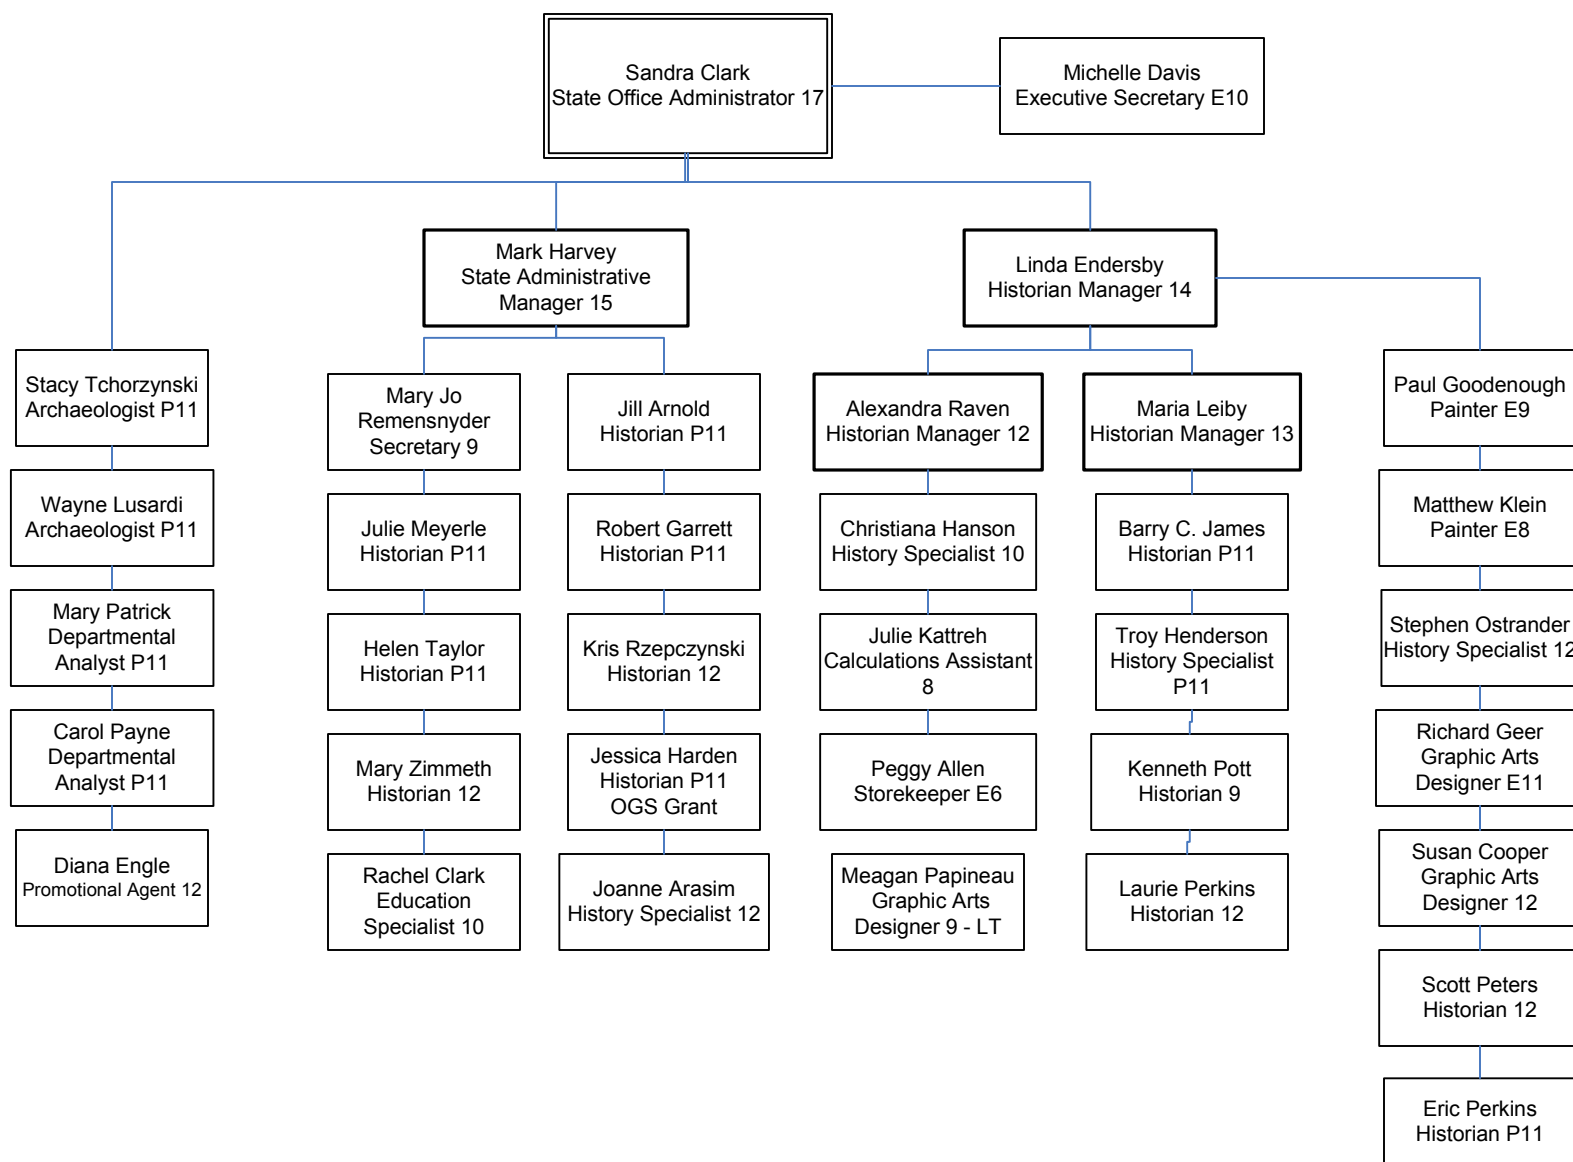 Sandra Clark
State Office Administrator 17
Michelle Davis
Executive Secretary E10
Mark Harvey
State Administrative
Manager 15
Linda Endersby
Historian Manager 14
Stacy Tchorzynski
Archaeologist P11
Wayne Lusardi
Archaeologist P11
Mary Patrick
Departmental
Analyst P11
Carol Payne
Departmental
Analyst P11
Diana Engle
Promotional Agent 12
Mary Jo
Remensnyder
Secretary 9
Julie Meyerle
Historian P11
Helen Taylor
Historian P11
Mary Zimmeth
Historian 12
Rachel Clark
Education
Specialist 10
Jill Arnold
Historian P11
Robert Garrett
Historian P11
Kris Rzepczynski
Historian 12
Jessica Harden
Historian P11
OGS Grant
Joanne Arasim
History Specialist 12
Alexandra Raven
Historian Manager 12
Christiana Hanson
History Specialist 10
Julie Kattreh
Calculations Assistant
8
Peggy Allen
Storekeeper E6
Meagan Papineau
Graphic Arts
Designer 9 - LT
Maria Leiby
Historian Manager 13
Barry C. James
Historian P11
Troy Henderson
History Specialist
P11
Kenneth Pott
Historian 9
Laurie Perkins
Historian 12
Paul Goodenough
Painter E9
Matthew Klein
Painter E8
Stephen Ostrander
History Specialist 12
Richard Geer
Graphic Arts
Designer E11
Susan Cooper
Graphic Arts
Designer 12
Scott Peters
Historian 12
Eric Perkins
Historian P11